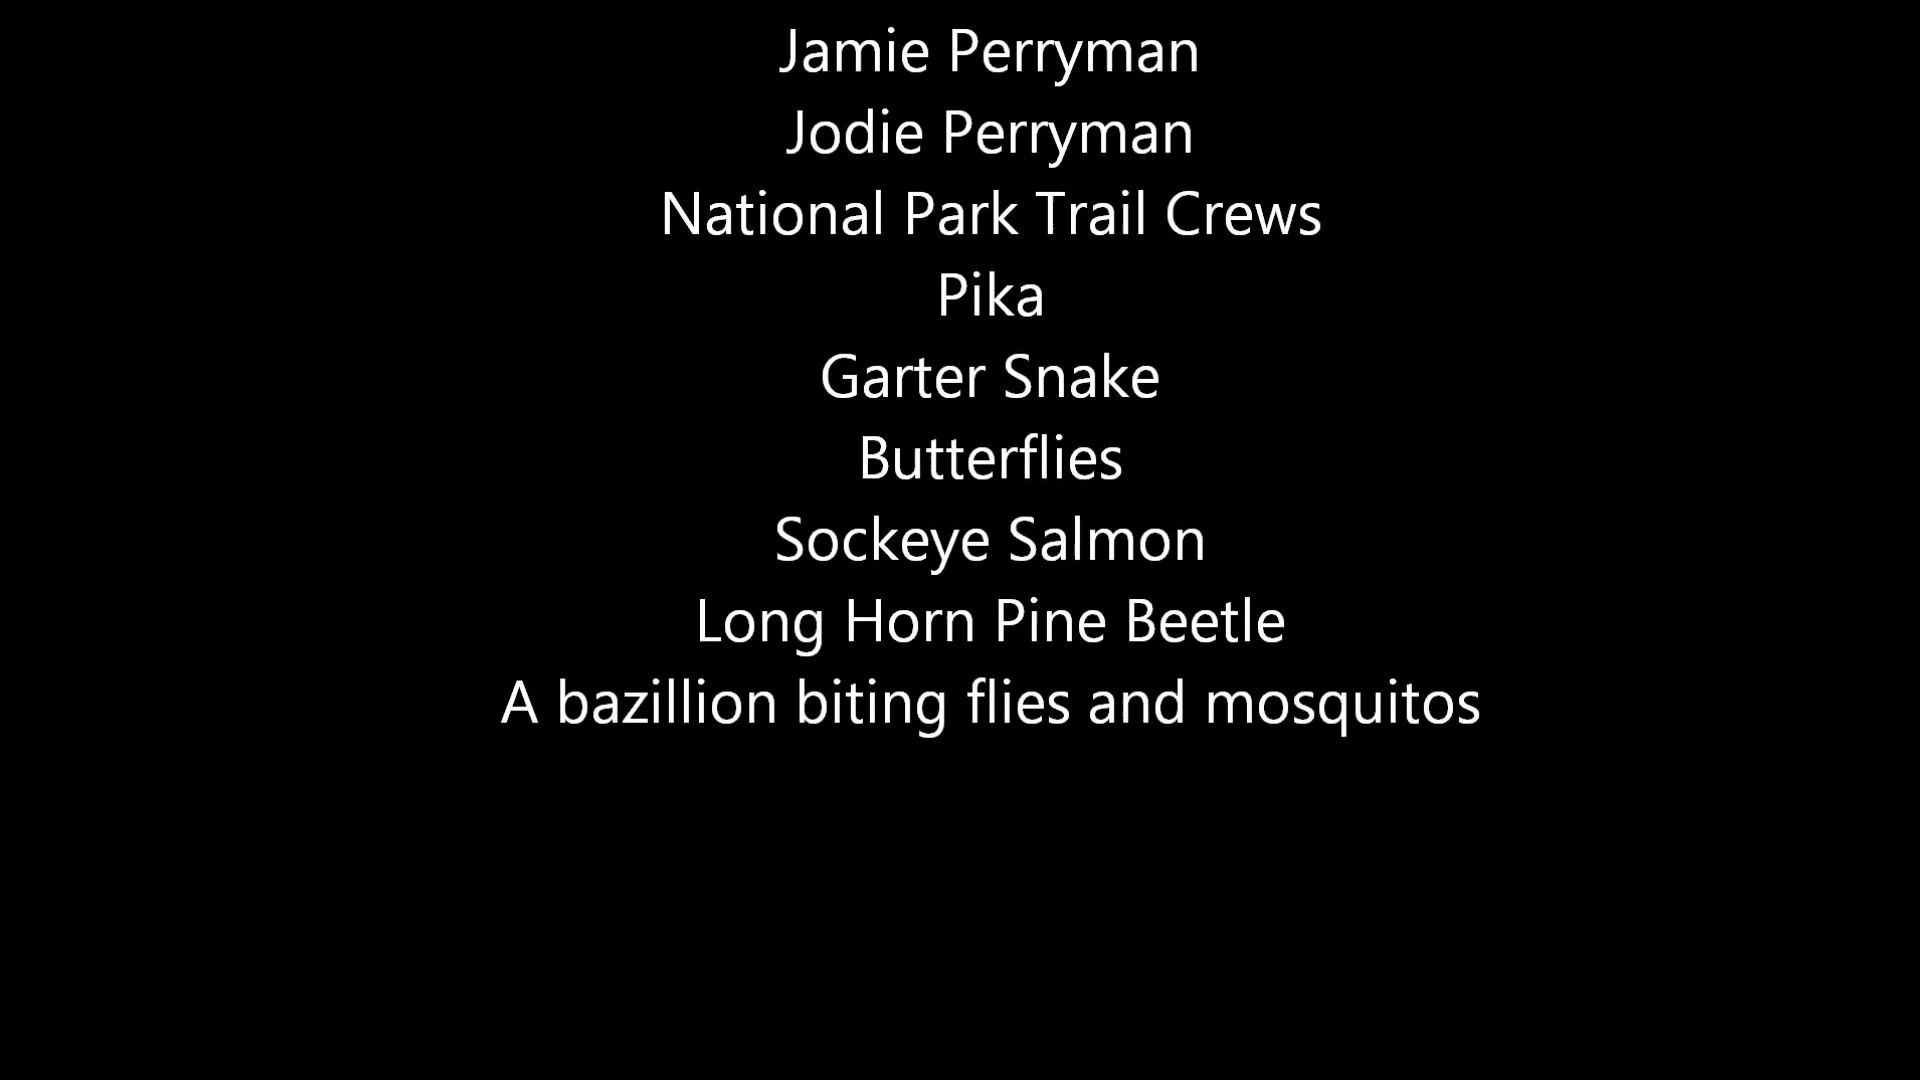 Jamie Perryman
Jodie Perryman
National Park Trail Crews
Pika
Garter Snake
Butterflies
Sockeye Salmon
Long Horn Pine Beetle
A bazillion biting flies and mosquitos